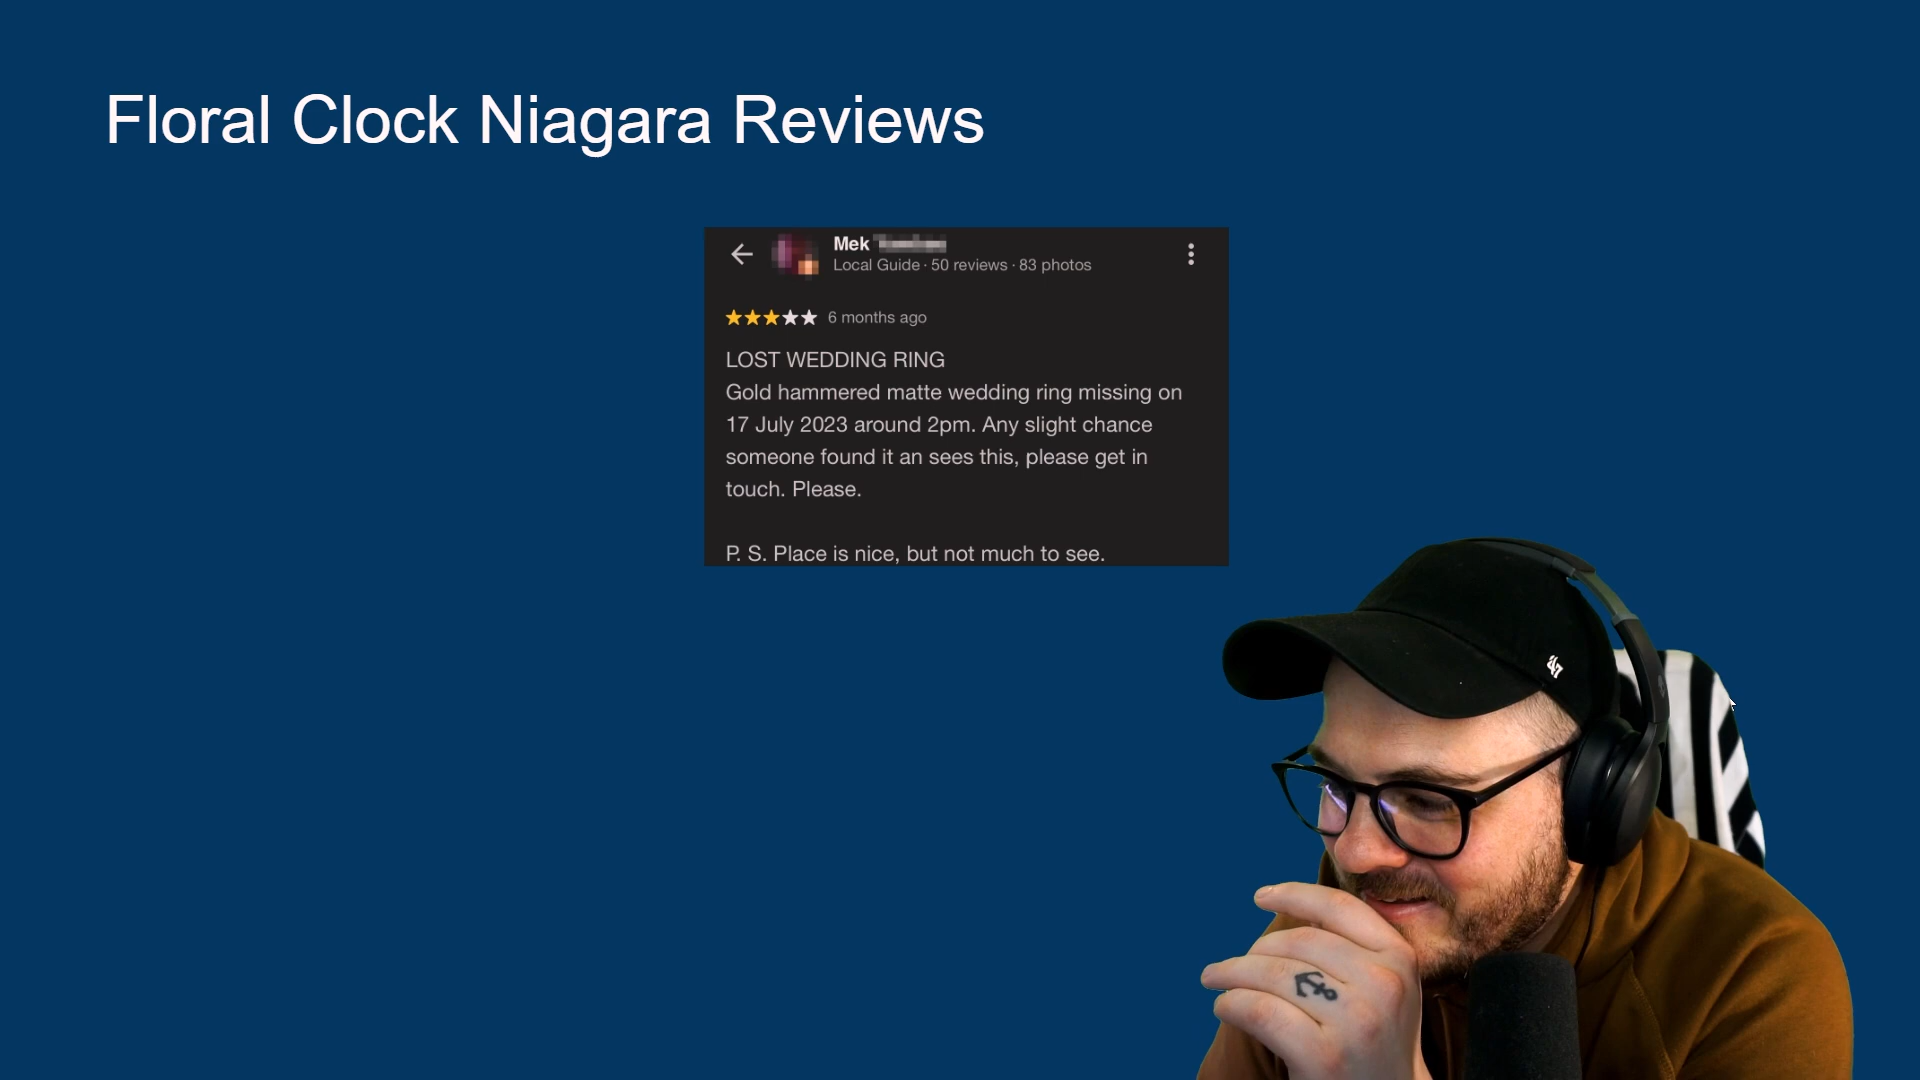 Floral Clock Niagara Reviews
Mek
Local Guide · 50 reviews · 83 photos
6 months ago
LOST WEDDING RING
Gold hammered matte wedding ring missing on
17 July 2023 around 2pm. Any slight chance
someone found it an sees this, please get in
touch. Please.
P. S. Place is nice, but not much to see.
'47